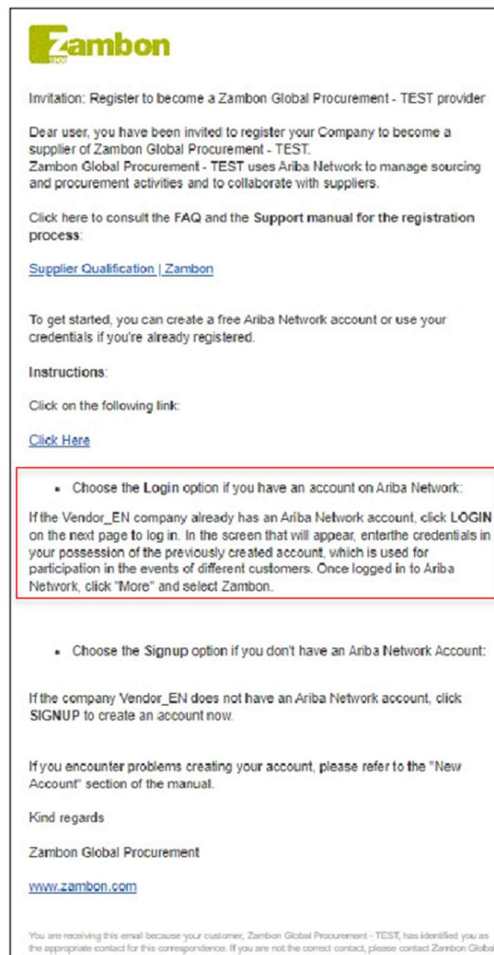 Zambon
Invitation: Register to become a Zambon Global Procurement - TEST provider
Dear user, you have been invited to register your Company to become a
supplier of Zambon Global Procurement - TEST.
Zambon Global Procurement - TEST uses Ariba Network to manage sourcing
and procurement activities and to collaborate with suppliers.
Click here to consult the FAQ and the Support manual for the registration
process:
Supplier Qualification | Zambon
To get started, you can create a free Ariba Network account or use your
credentials if you're already registered.
Instructions:
Click on the following link:
Click Here
• Choose the Login option if you have an account on Ariba Network:
If the Vendor_EN company already has an Ariba Network account, click LOGIN
on the next page to log in. In the screen that will appear, enterthe credentials in
your possession of the previously created account, which is used for
participation in the events of different customers. Once logged in to Ariba
Network, click "More" and select Zambon.
• Choose the Signup option if you don't have an Ariba Network Account:
If the company Vendor_EN does not have an Ariba Network account, click
SIGNUP to create an account now.
If you encounter problems creating your account, please refer to the "New
Account" section of the manual.
Kind regards
Zambon Global Procurement
www.zambon.com
You are receiving this email because your customer, Zambon Global Procurement - TEST, has identified you as
the appropriate contact for this correspondence. If you are not the correct contact, please contact Zambon Global